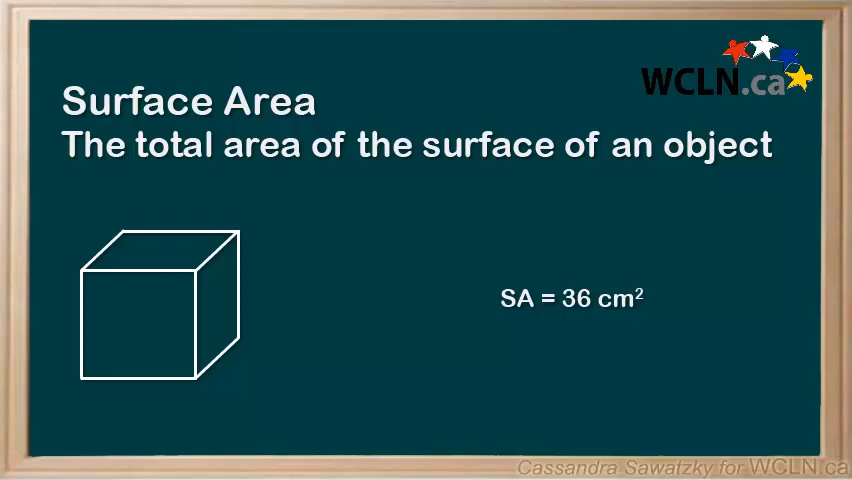 WCLN.ca
Surface Area
The total area of the surface of an object
SA = 36 cm²
Cassandra Sawatzky for WCLN.ca